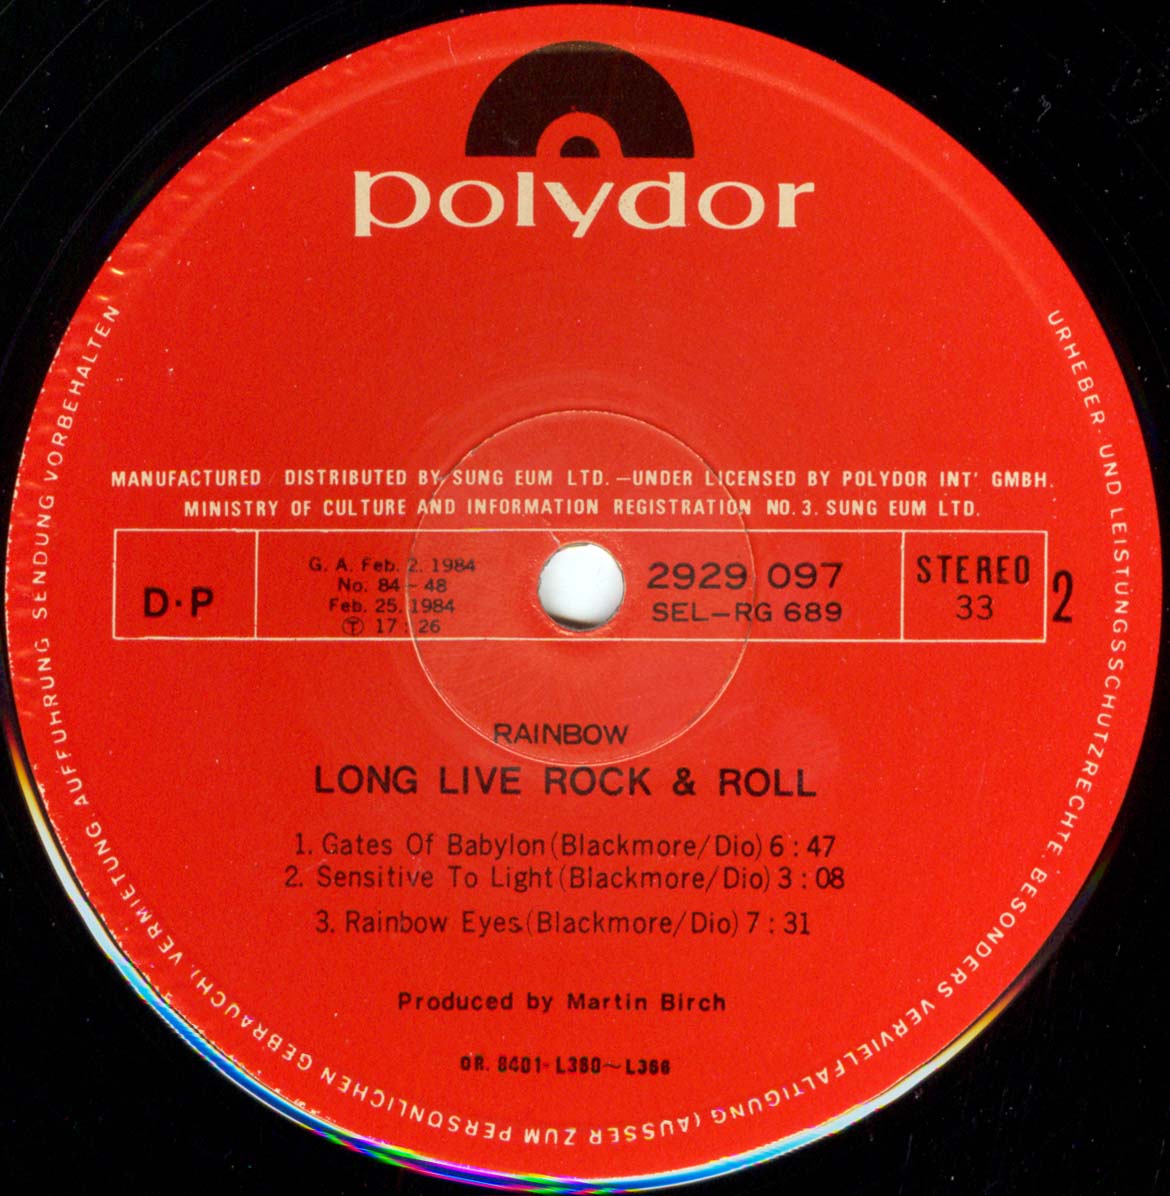 polydor
MANUFACTURED / DISTRIBUTED BY SUNG EUM LTD. —UNDER LICENSED BY POLYDOR INT' GMBH.
MINISTRY OF CULTURE AND INFORMATION REGISTRATION NO. 3. SUNG EUM LTD.
D·P
G. A. Feb. 2. 1984
No. 84-48
Feb. 25. 1984
Ⓣ 17 : 26
2929 097
SEL—RG 689
STEREO
33
2
RAINBOW
LONG LIVE ROCK & ROLL
1. Gates Of Babylon (Blackmore/Dio) 6 : 47
2. Sensitive To Light (Blackmore/Dio) 3 : 08
3. Rainbow Eyes (Blackmore/Dio) 7 : 31
Produced by Martin Birch
OR. 8401-L380~L366
URHEBER- UND LEISTUNGSSCHUTZRECHTE, BESONDERS VERVIELFALTIGUNG (AUSSER ZUM PERSONLICHEN GEBRAUCH), VERMIETUNG, AUFFUHRUNG SENDUNG VORBEHALTEN